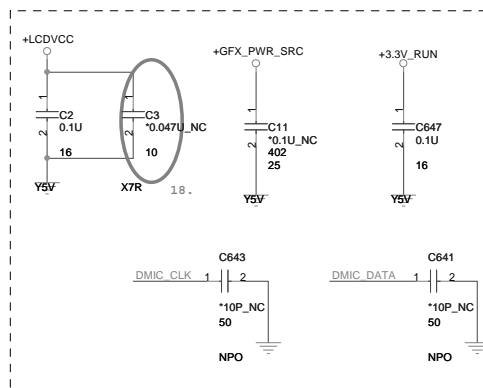 +LCDVCC
+GFX_PWR_SRC
+3.3V_RUN
1
C2
0.1U
2
16
Y5V
1
C3
*0.047U_NC
2
10
X7R
18.
1
C11
*0.1U_NC
2
402
25
Y5V
1
C647
0.1U
2
16
Y5V
C643
DMIC_CLK 1 2
*10P_NC
50
NPO
C641
DMIC_DATA 1 2
*10P_NC
50
NPO